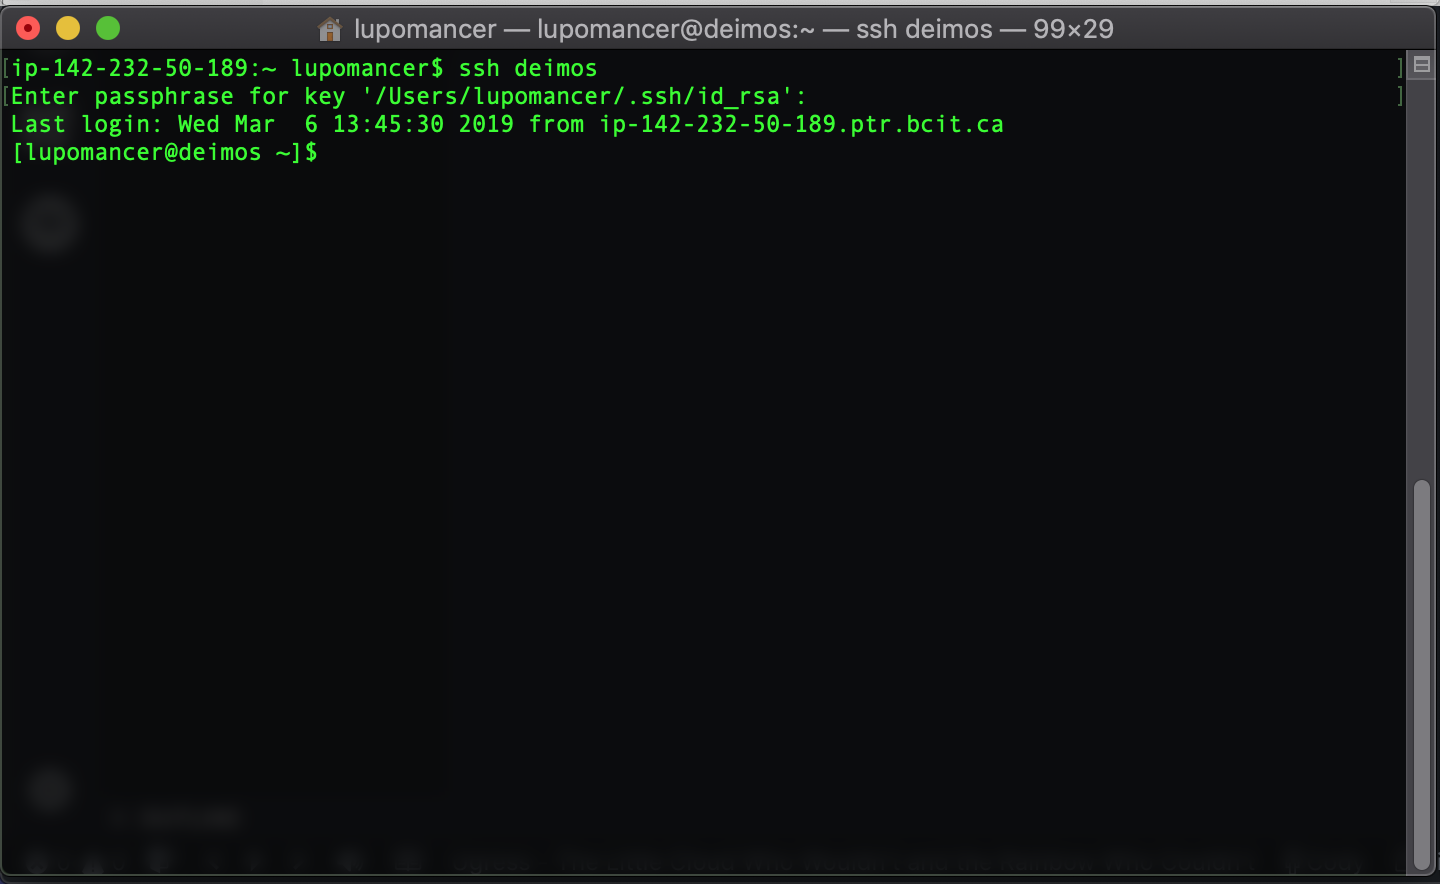 lupomancer — lupomancer@deimos:~ — ssh deimos — 99×29
[ip-142-232-50-189:~ lupomancer$ ssh deimos ]
[Enter passphrase for key '/Users/lupomancer/.ssh/id_rsa': ]
Last login: Wed Mar  6 13:45:30 2019 from ip-142-232-50-189.ptr.bcit.ca
[lupomancer@deimos ~]$